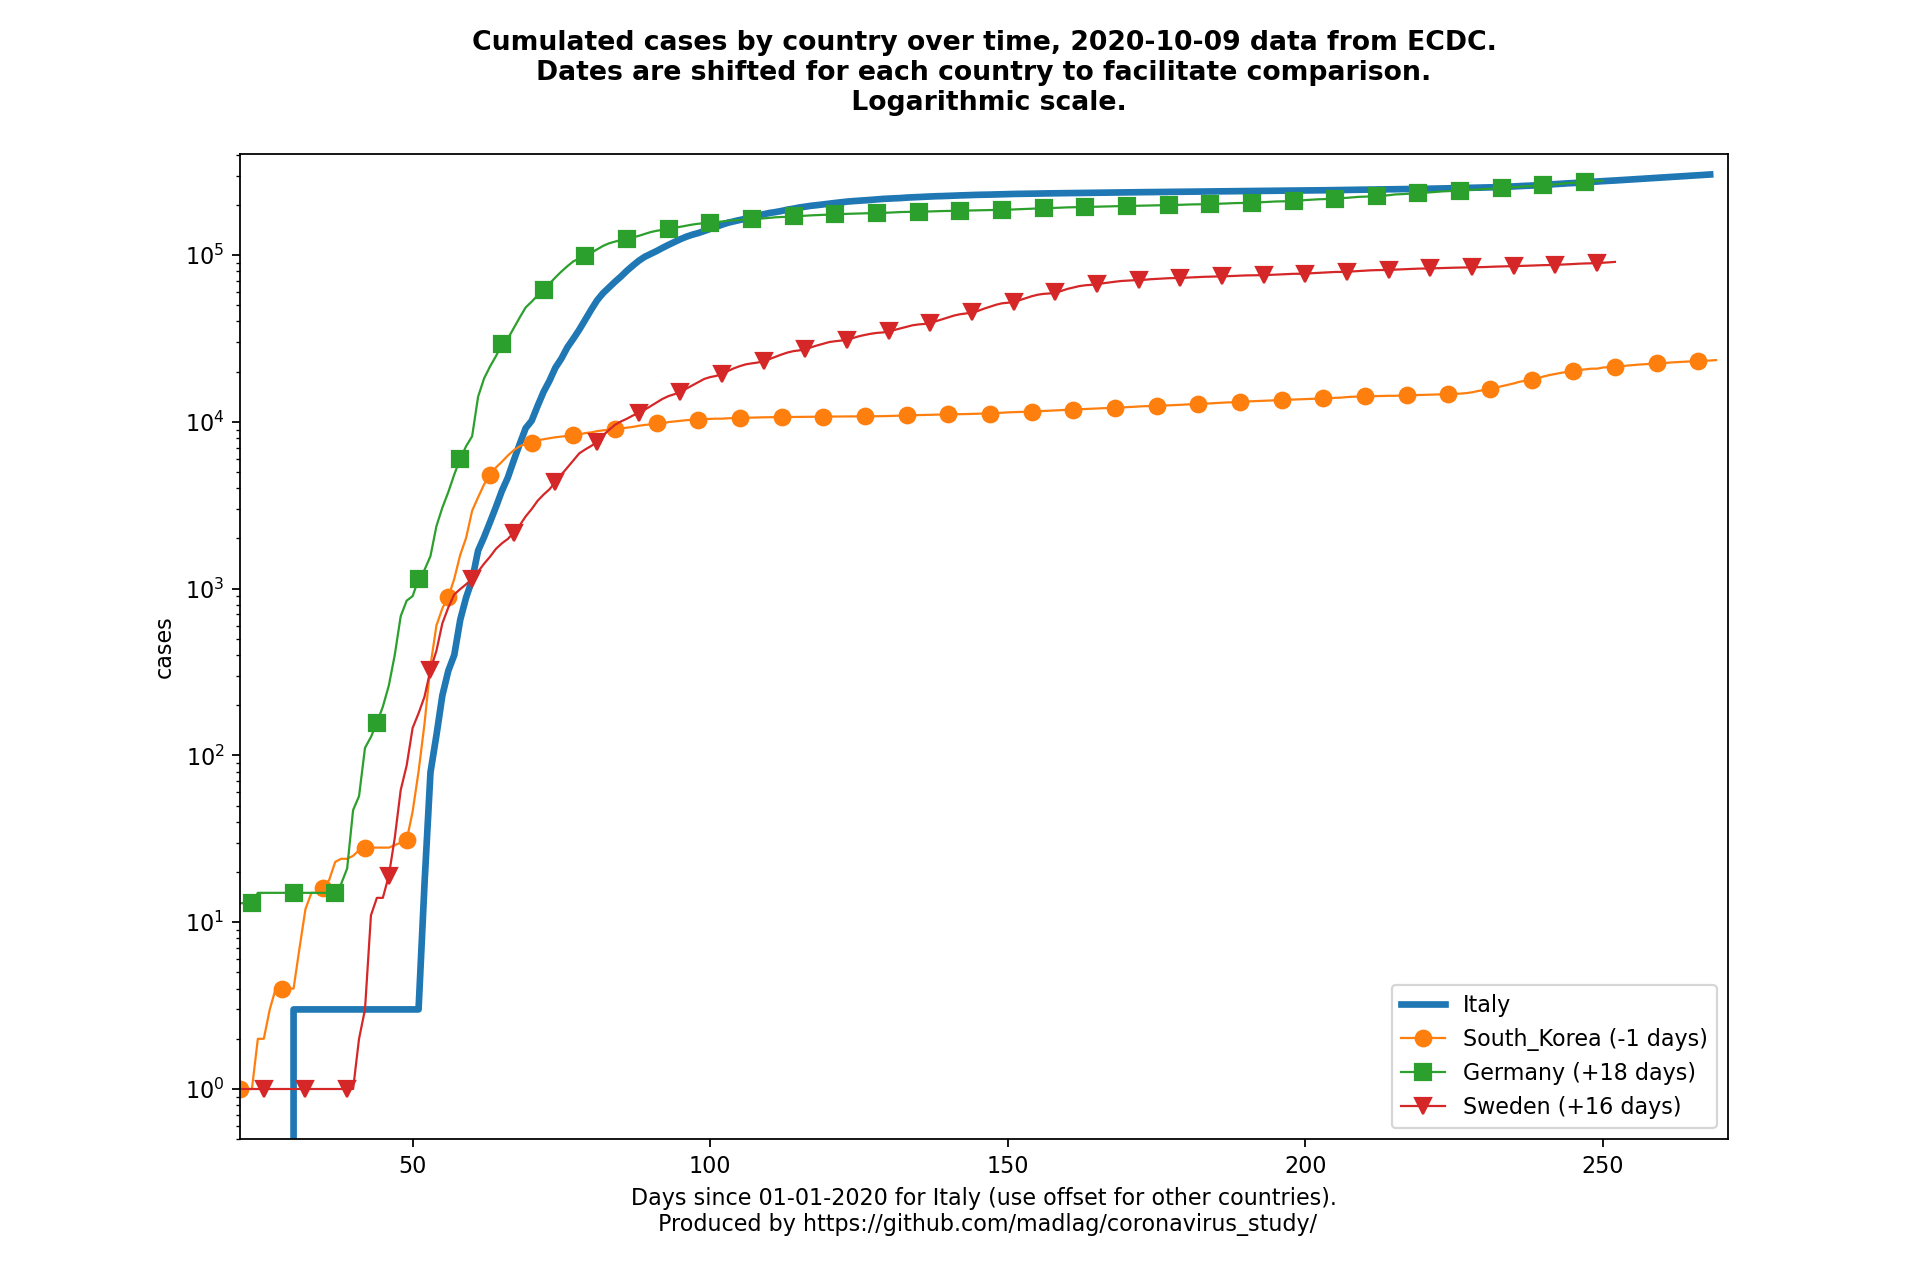 Cumulated cases by country over time, 2020-10-09 data from ECDC.
Dates are shifted for each country to facilitate comparison.
Logarithmic scale.
10^5
10^4
10^3
10^2
10^1
10^0
cases
Italy
South_Korea (-1 days)
Germany (+18 days)
Sweden (+16 days)
50 100 150 200 250
Days since 01-01-2020 for Italy (use offset for other countries).
Produced by https://github.com/madlag/coronavirus_study/